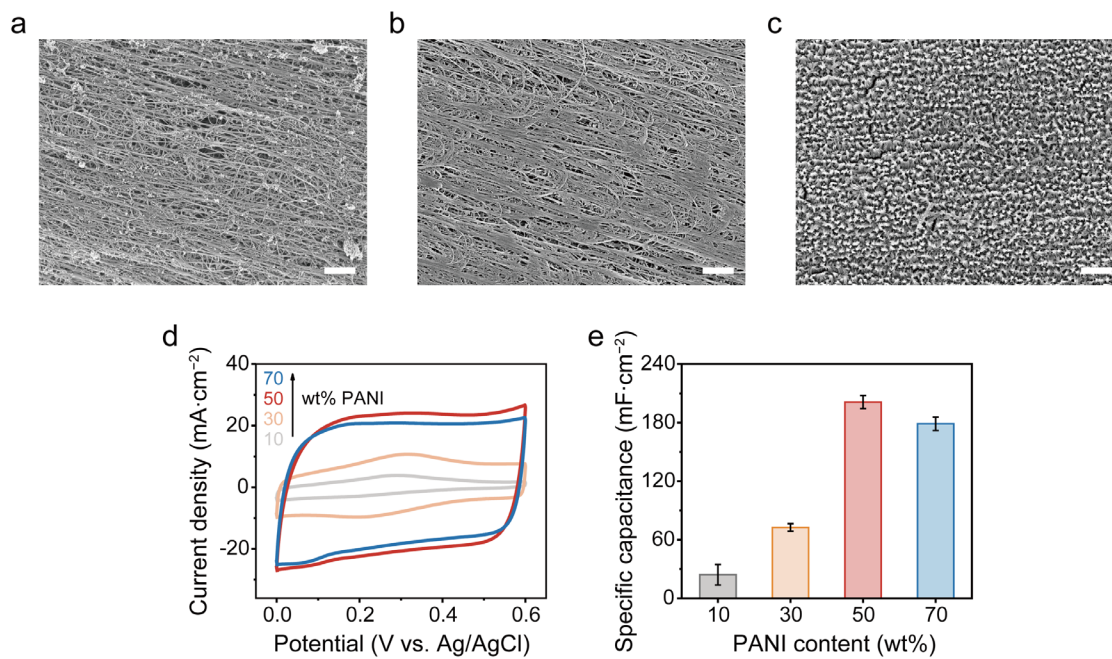 a
b
c
d
Current density (mA·cm⁻²)
40
20
0
-20
70
50
30
10
wt% PANI
0.0
0.2
0.4
0.6
Potential (V vs. Ag/AgCl)
e
Specific capacitance (mF·cm⁻²)
240
180
120
60
0
10
30
50
70
PANI content (wt%)